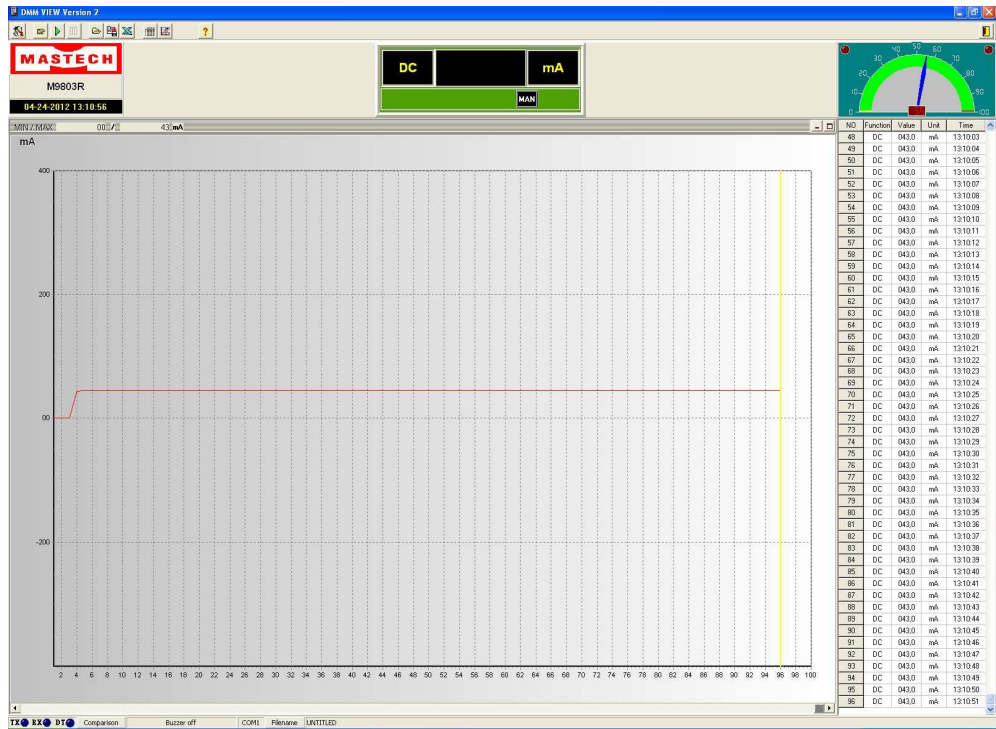 DMM VIEW Version 2
?
MASTECH
M9803R
04-24-2012 13:10:56
DC mA
MAN
0 10 20 30 40 50 60 70 80 90 100
MIN / MAX: 00 / 43 mA
mA
400
200
00
-200
2 4 6 8 10 12 14 16 18 20 22 24 26 28 30 32 34 36 38 40 42 44 46 48 50 52 54 56 58 60 62 64 66 68 70 72 74 76 78 80 82 84 86 88 90 92 94 96 98 100
NO Function Value Unit Time
48 DC 043,0 mA 13:10:03
49 DC 043,0 mA 13:10:04
50 DC 043,0 mA 13:10:05
51 DC 043,0 mA 13:10:06
52 DC 043,0 mA 13:10:07
53 DC 043,0 mA 13:10:08
54 DC 043,0 mA 13:10:09
55 DC 043,0 mA 13:10:10
56 DC 043,0 mA 13:10:11
57 DC 043,0 mA 13:10:12
58 DC 043,0 mA 13:10:13
59 DC 043,0 mA 13:10:14
60 DC 043,0 mA 13:10:15
61 DC 043,0 mA 13:10:16
62 DC 043,0 mA 13:10:17
63 DC 043,0 mA 13:10:18
64 DC 043,0 mA 13:10:19
65 DC 043,0 mA 13:10:20
66 DC 043,0 mA 13:10:21
67 DC 043,0 mA 13:10:22
68 DC 043,0 mA 13:10:23
69 DC 043,0 mA 13:10:24
70 DC 043,0 mA 13:10:25
71 DC 043,0 mA 13:10:26
72 DC 043,0 mA 13:10:27
73 DC 043,0 mA 13:10:28
74 DC 043,0 mA 13:10:29
75 DC 043,0 mA 13:10:30
76 DC 043,0 mA 13:10:31
77 DC 043,0 mA 13:10:32
78 DC 043,0 mA 13:10:33
79 DC 043,0 mA 13:10:34
80 DC 043,0 mA 13:10:35
81 DC 043,0 mA 13:10:36
82 DC 043,0 mA 13:10:37
83 DC 043,0 mA 13:10:38
84 DC 043,0 mA 13:10:39
85 DC 043,0 mA 13:10:40
86 DC 043,0 mA 13:10:41
87 DC 043,0 mA 13:10:42
88 DC 043,0 mA 13:10:43
89 DC 043,0 mA 13:10:44
90 DC 043,0 mA 13:10:45
91 DC 043,0 mA 13:10:46
92 DC 043,0 mA 13:10:47
93 DC 043,0 mA 13:10:48
94 DC 043,0 mA 13:10:49
95 DC 043,0 mA 13:10:50
96 DC 043,0 mA 13:10:51
TX RX DT Comparison Buzzer off COM1 Filename UNTITLED